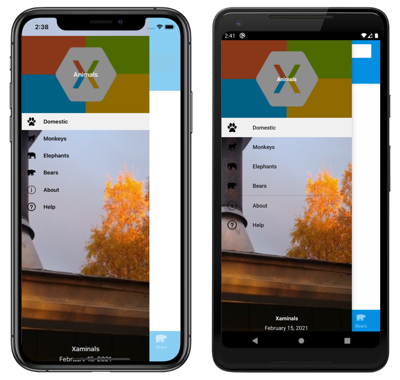 2:38
Animals
Domestic
Monkeys
Elephants
Bears
About
Help
Xaminals
February 15, 2021
Bears
2:41
Animals
Domestic
Monkeys
Elephants
Bears
About
Help
Xaminals
February 15, 2021
Bears